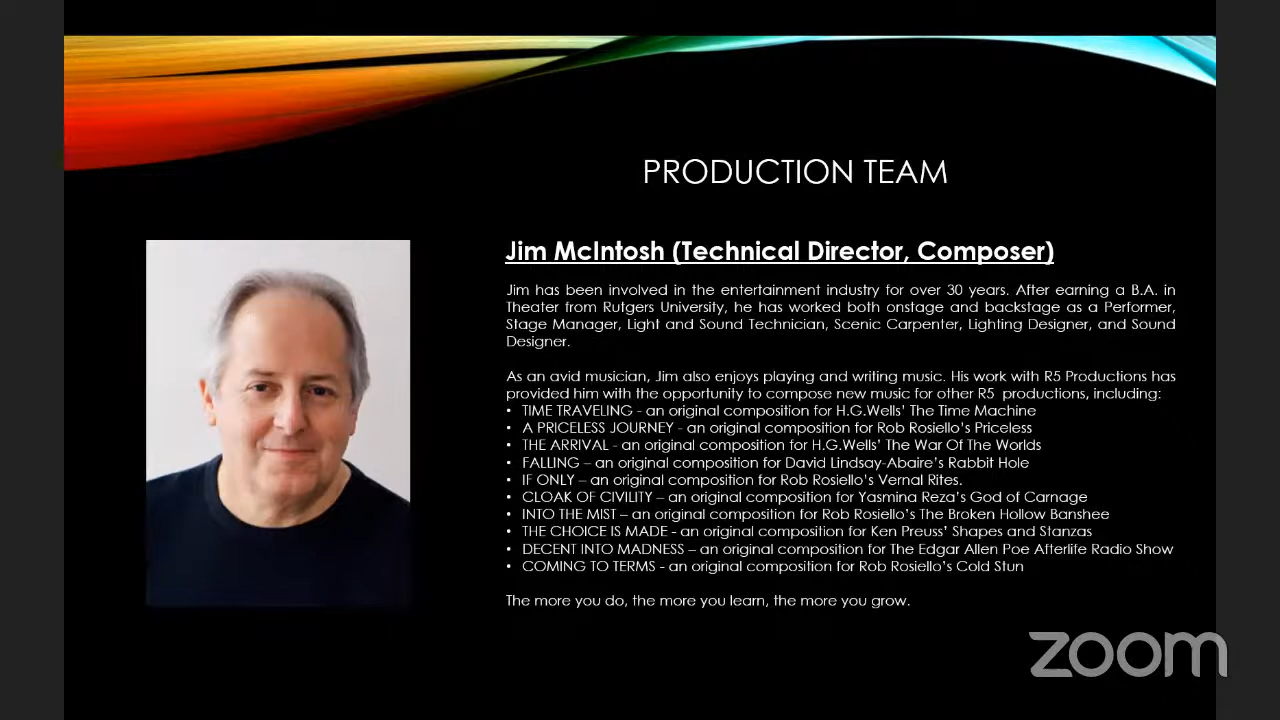 PRODUCTION TEAM
Jim McIntosh (Technical Director, Composer)
Jim has been involved in the entertainment industry for over 30 years. After earning a B.A. in
Theater from Rutgers University, he has worked both onstage and backstage as a Performer,
Stage Manager, Light and Sound Technician, Scenic Carpenter, Lighting Designer, and Sound
Designer.
As an avid musician, Jim also enjoys playing and writing music. His work with R5 Productions has
provided him with the opportunity to compose new music for other R5 productions, including:
• TIME TRAVELING - an original composition for H.G.Wells' The Time Machine
• A PRICELESS JOURNEY - an original composition for Rob Rosiello's Priceless
• THE ARRIVAL - an original composition for H.G.Wells' The War Of The Worlds
• FALLING – an original composition for David Lindsay-Abaire's Rabbit Hole
• IF ONLY – an original composition for Rob Rosiello's Vernal Rites.
• CLOAK OF CIVILITY – an original composition for Yasmina Reza's God of Carnage
• INTO THE MIST – an original composition for Rob Rosiello's The Broken Hollow Banshee
• THE CHOICE IS MADE - an original composition for Ken Preuss' Shapes and Stanzas
• DECENT INTO MADNESS – an original composition for The Edgar Allen Poe Afterlife Radio Show
• COMING TO TERMS - an original composition for Rob Rosiello's Cold Stun
The more you do, the more you learn, the more you grow.
zoom